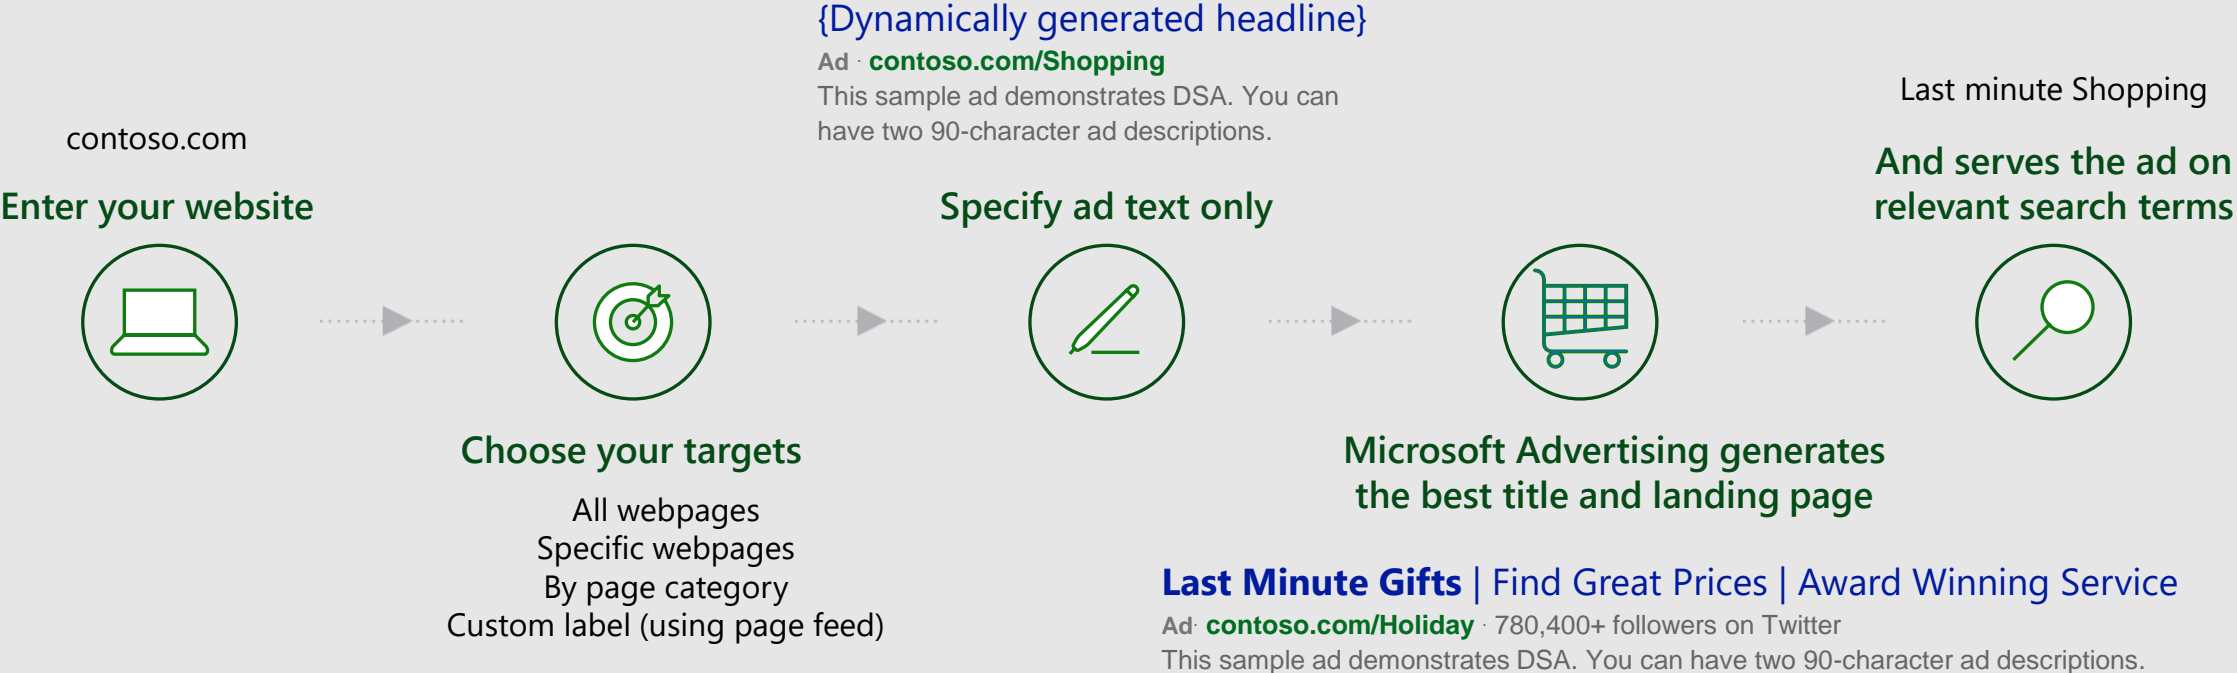 contoso.com
Enter your website
Choose your targets
All webpages
Specific webpages
By page category
Custom label (using page feed)
{Dynamically generated headline}
Ad · contoso.com/Shopping
This sample ad demonstrates DSA. You can
have two 90-character ad descriptions.
Specify ad text only
Microsoft Advertising generates
the best title and landing page
Last Minute Gifts | Find Great Prices | Award Winning Service
Ad· contoso.com/Holiday · 780,400+ followers on Twitter
This sample ad demonstrates DSA. You can have two 90-character ad descriptions.
Last minute Shopping
And serves the ad on
relevant search terms